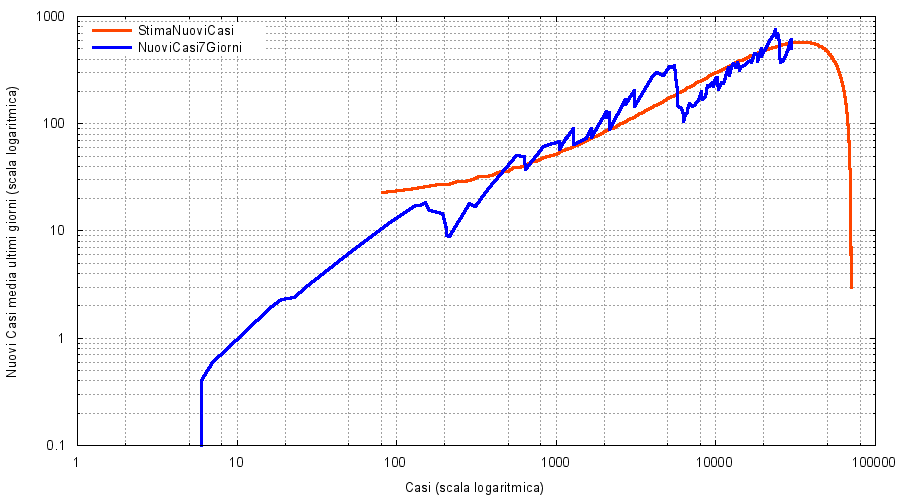 1000
100
10
1
0.1
StimaNuoviCasi
NuoviCasi7Giorni
Nuovi Casi media ultimi giorni (scala logaritmica)
1 10 100 1000 10000 100000
Casi (scala logaritmica)